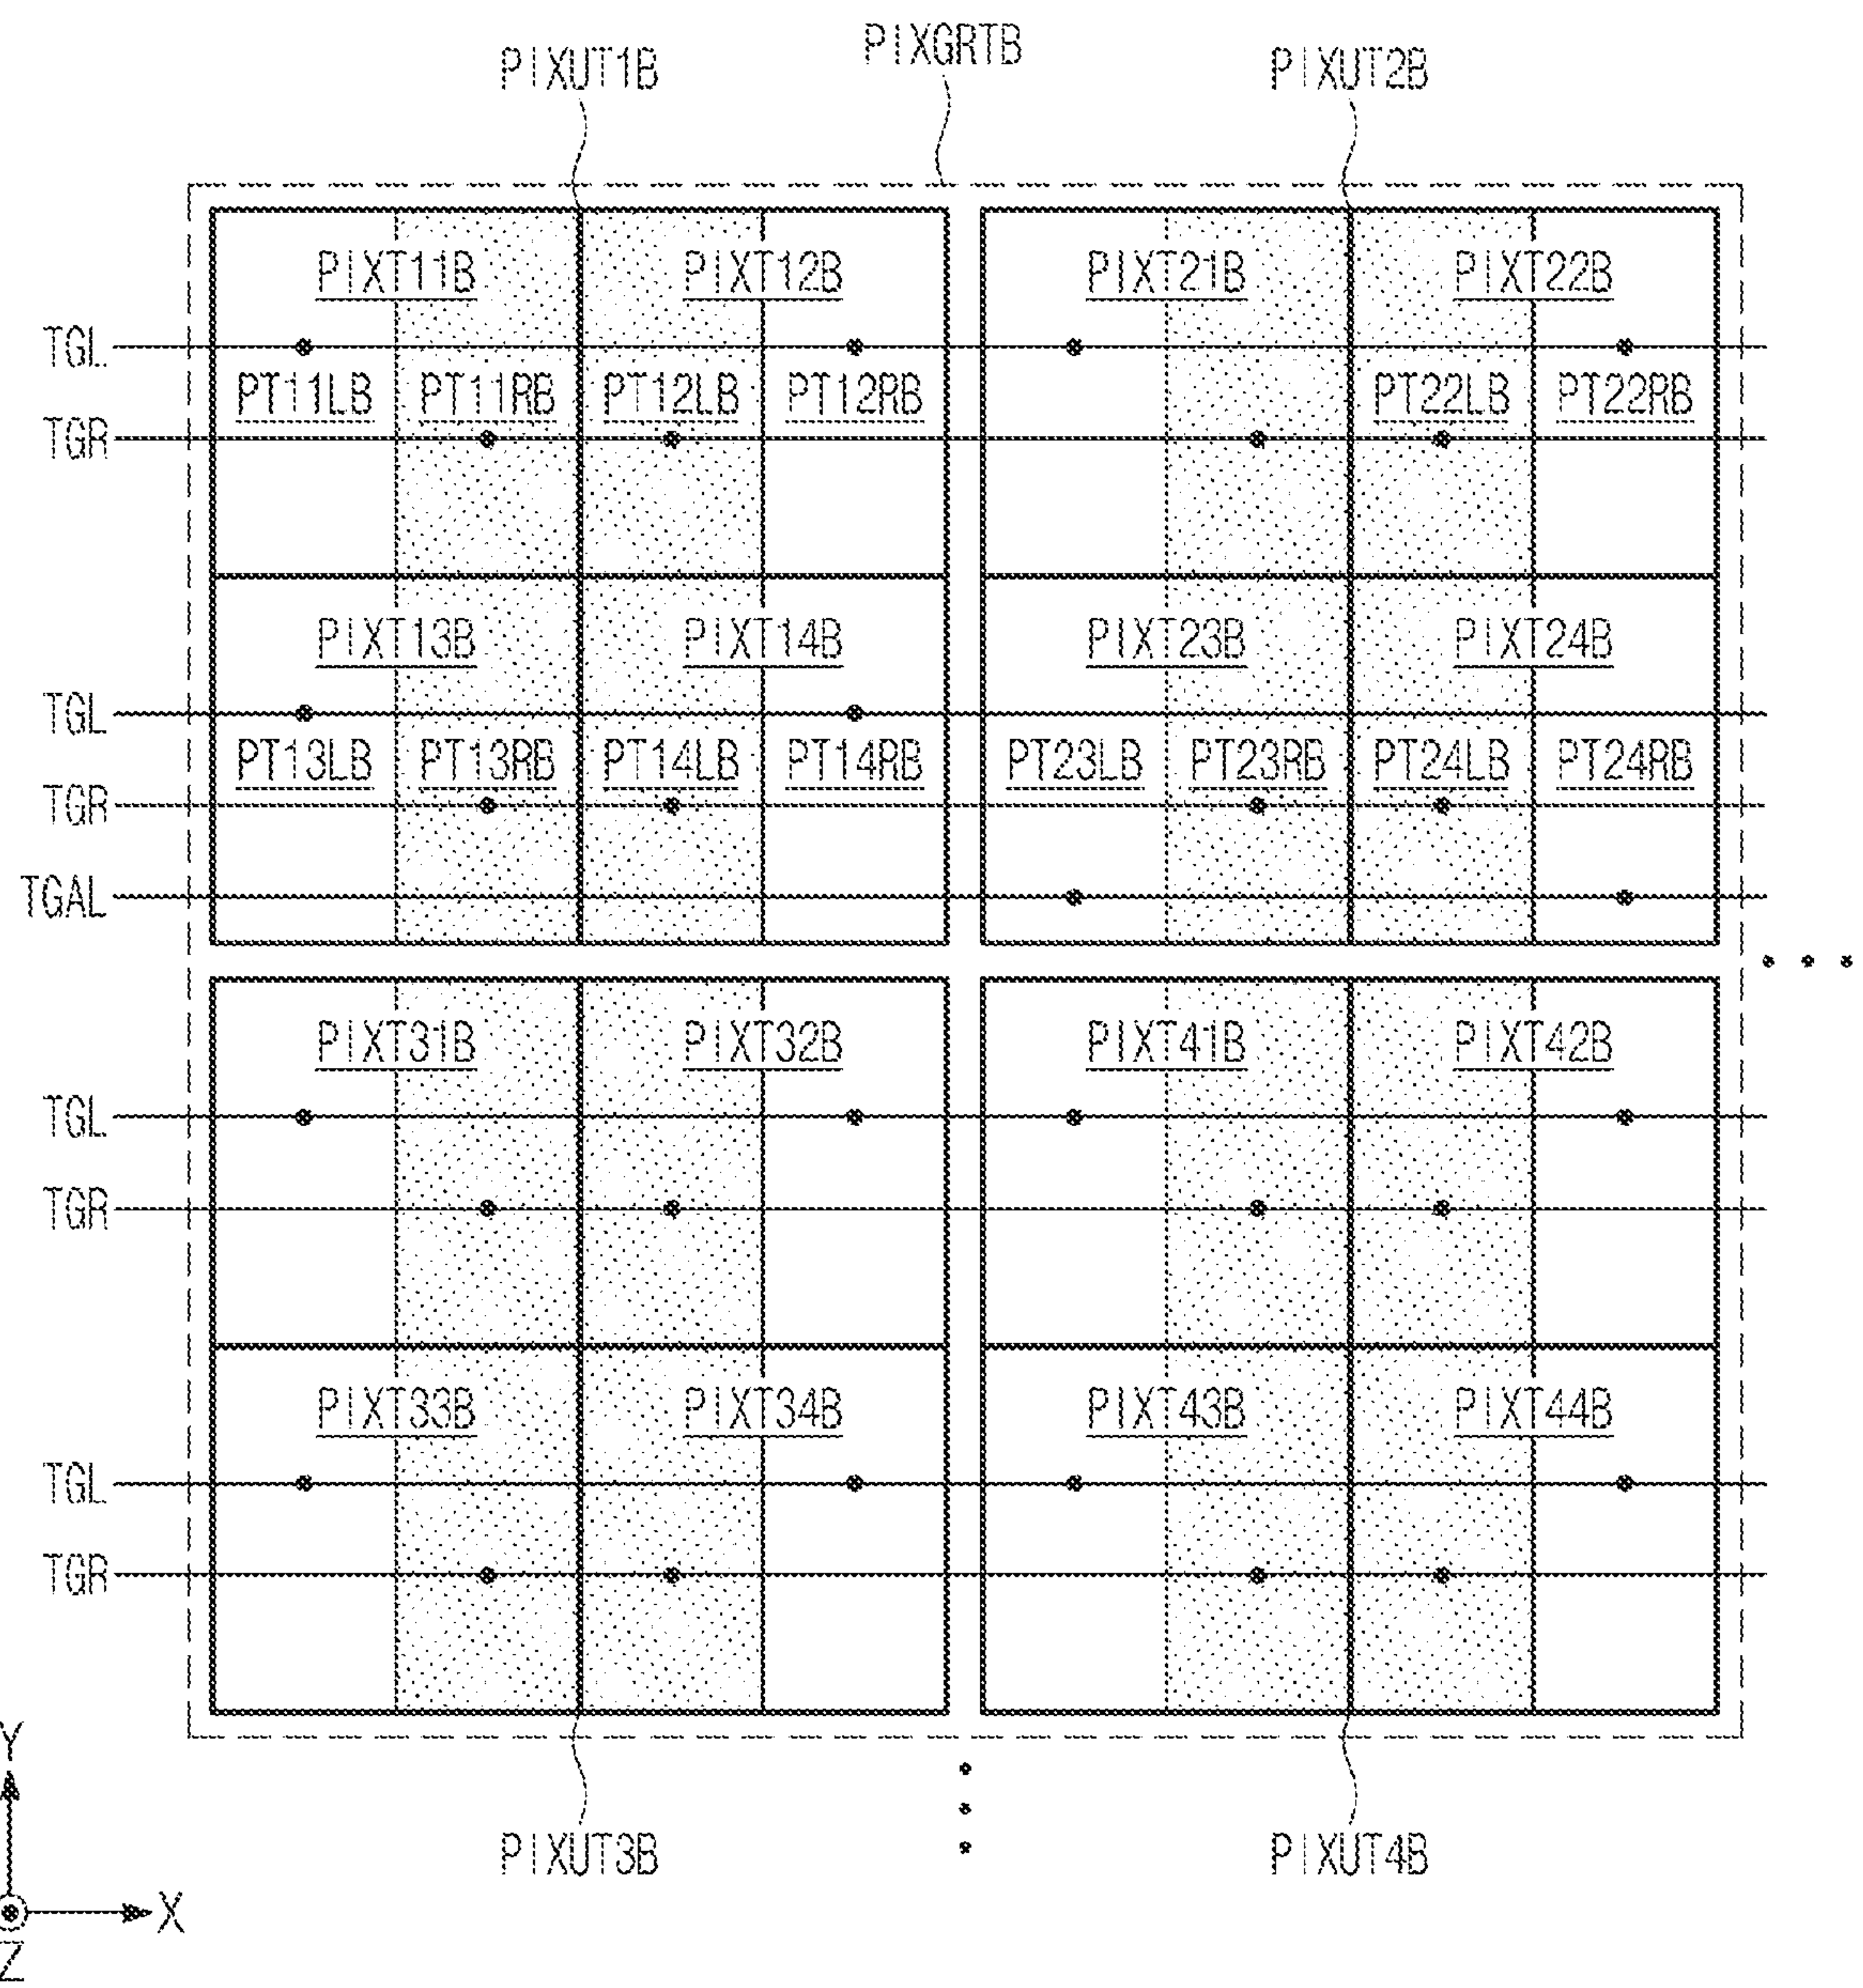 PIXGRTB
PIXUT1B PIXUT2B
PIXT11B PIXT12B PIXT21B PIXT22B
TGL
PT11LB PT11RB PT12LB PT12RB PT22LB PT22RB
TGR
PIXT13B PIXT14B PIXT23B PIXT24B
TGL
PT13LB PT13RB PT14LB PT14RB PT23LB PT23RB PT24LB PT24RB
TGR
TGAL
PIXT31B PIXT32B PIXT41B PIXT42B
TGL
TGR
PIXT33B PIXT34B PIXT43B PIXT44B
TGL
TGR
Y
PIXUT3B PIXUT4B
X
Z